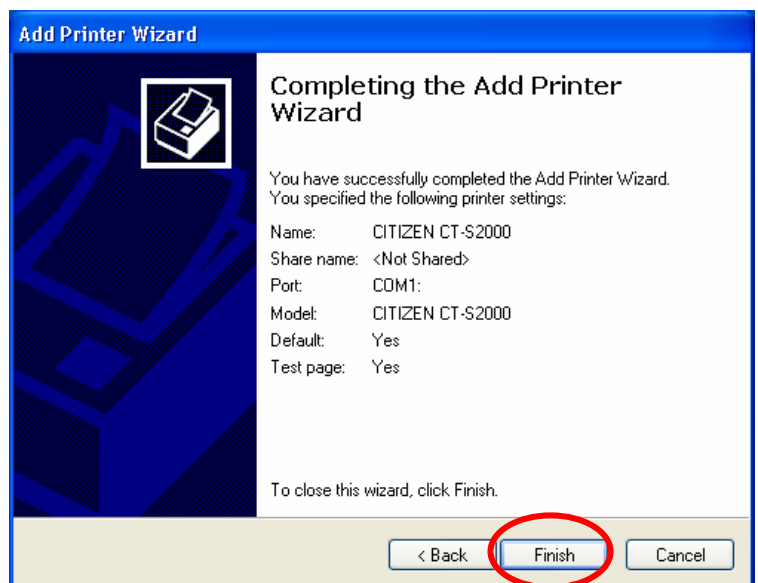 Add Printer Wizard
Completing the Add Printer
Wizard
You have successfully completed the Add Printer Wizard.
You specified the following printer settings:
Name: CITIZEN CT-S2000
Share name: <Not Shared>
Port: COM1:
Model: CITIZEN CT-S2000
Default: Yes
Test page: Yes
To close this wizard, click Finish.
< Back Finish Cancel